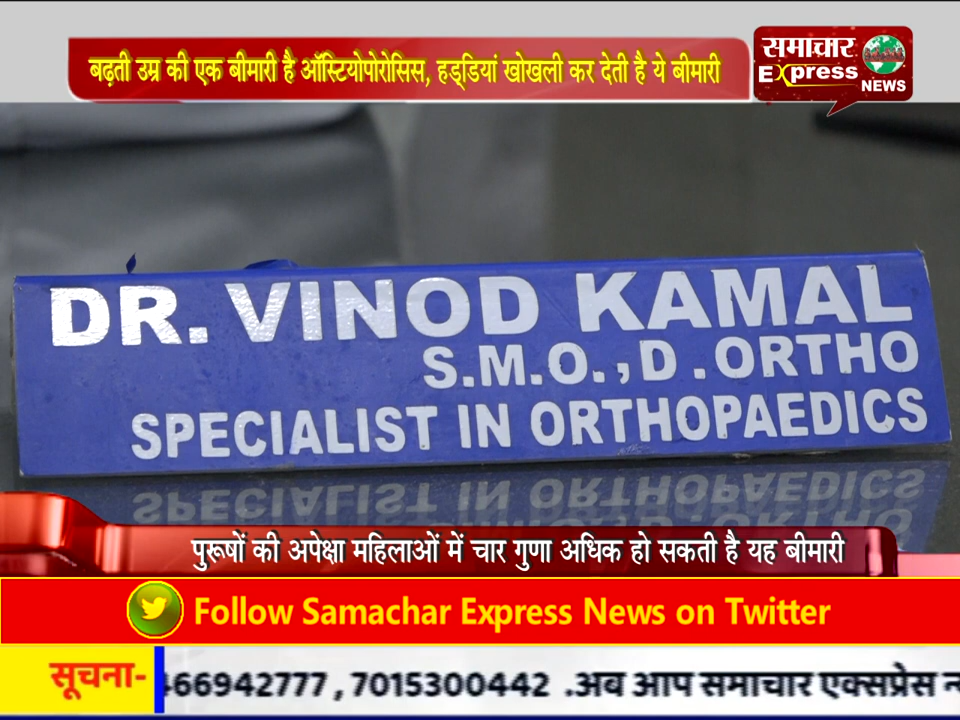 बढ़ती उम्र की एक बीमारी है ऑस्टियोपोरोसिस, हड्डियां खोखली कर देती है ये बीमारी
समाचार
Express
NEWS
DR. VINOD KAMAL
S.M.O., D. ORTHO
SPECIALIST IN ORTHOPAEDICS
पुरूषों की अपेक्षा महिलाओं में चार गुणा अधिक हो सकती है यह बीमारी
Follow Samachar Express News on Twitter
सूचना- 466942777, 7015300442 .अब आप समाचार एक्सप्रेस